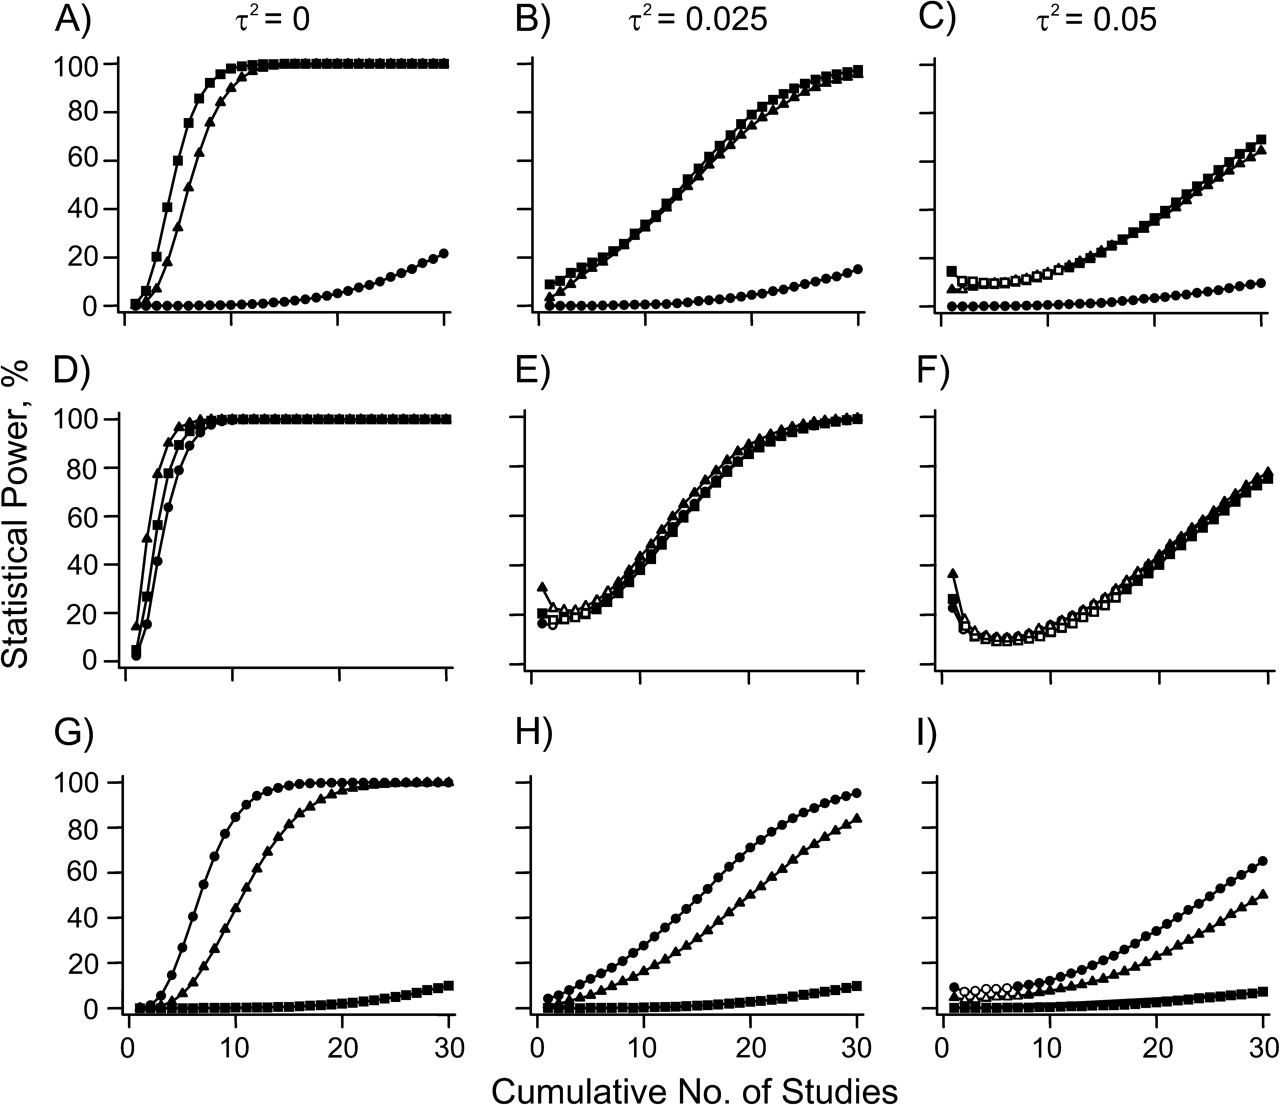 A) τ² = 0
B) τ² = 0.025
C) τ² = 0.05
100
80
60
40
20
0
D)
E)
F)
Statistical Power, %
100
80
60
40
20
0
G)
H)
I)
100
80
60
40
20
0
0 10 20 30
0 10 20 30
0 10 20 30
Cumulative No. of Studies